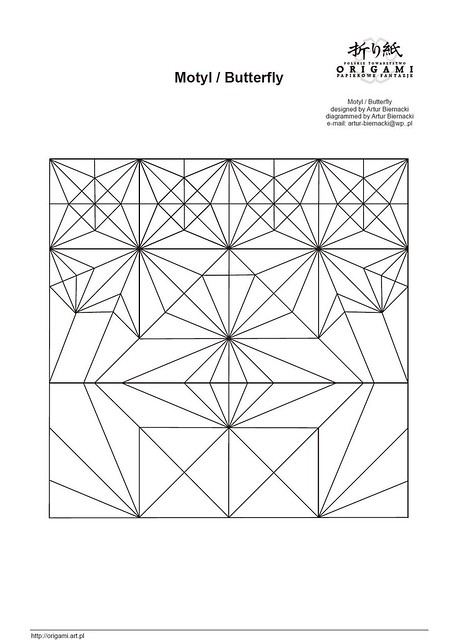 折り紙
POLSKIE TOWARZYSTWO
ORIGAMI
PAPIEROWE FANTAZJE
Motyl / Butterfly
Motyl / Butterfly
designed by Artur Biernacki
diagrammed by Artur Biernacki
e-mail: artur-biernacki@wp..pl
http://origami.art.pl